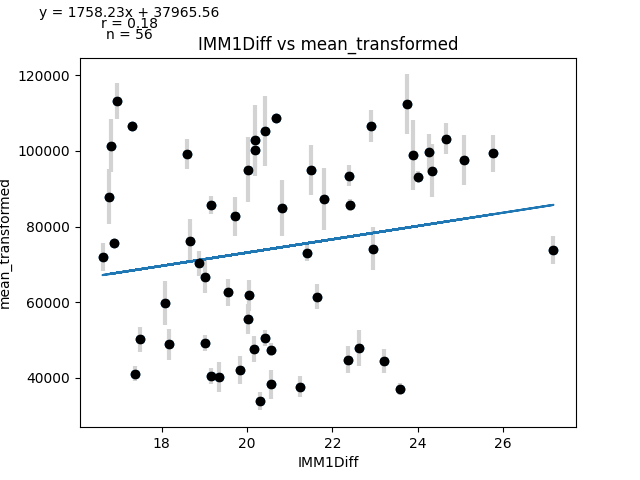 y = 1758.23x + 37965.56
r = 0.18
n = 56
IMM1Diff vs mean_transformed
120000
100000
80000
60000
40000
mean_transformed
18 20 22 24 26
IMM1Diff